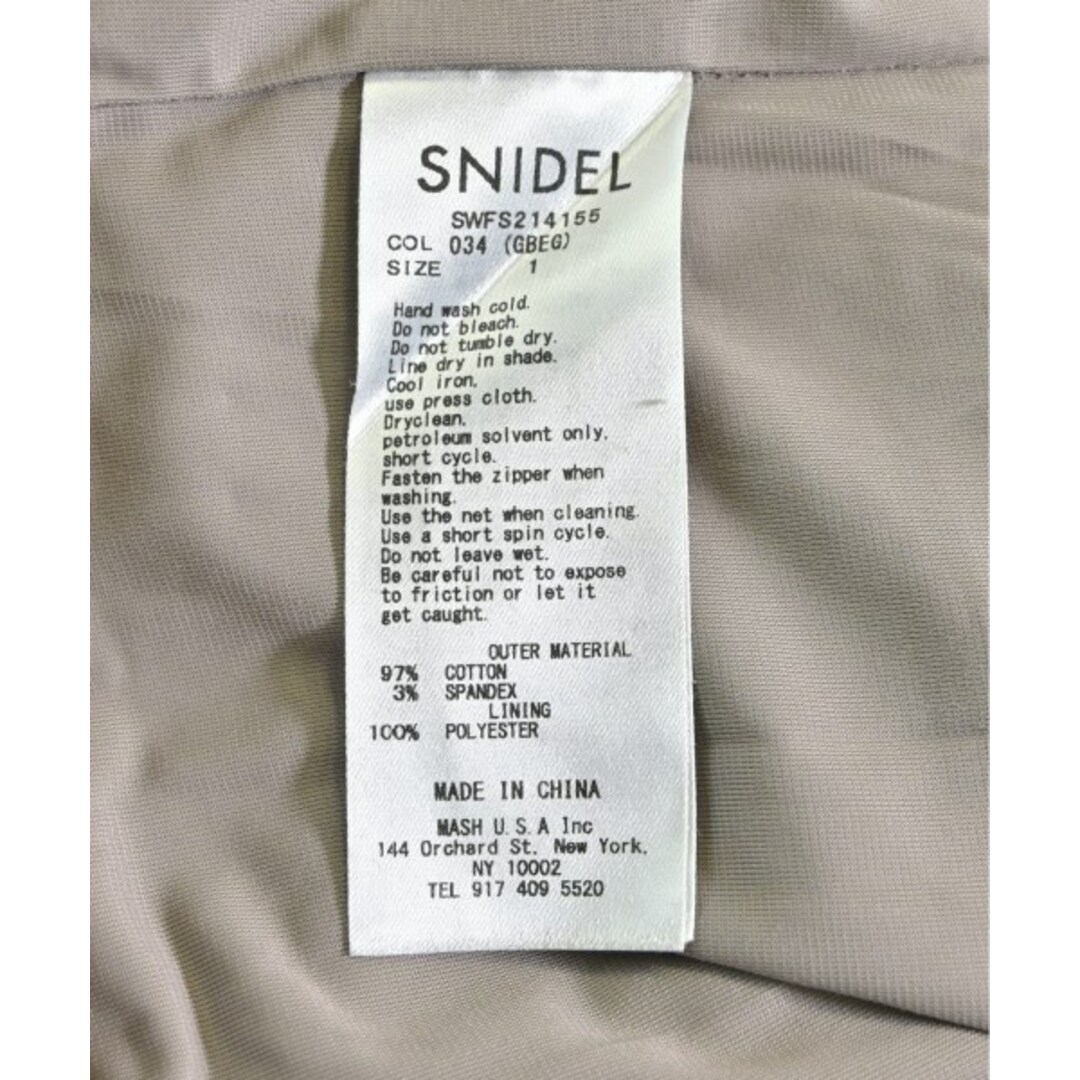 SNIDEL
SWFS214155
COL 034 (GBEG)
SIZE 1
Hand wash cold.
Do not bleach.
Do not tumble dry.
Line dry in shade.
Cool iron,
use press cloth.
Dryclean,
petroleum solvent only,
short cycle.
Fasten the zipper when
washing.
Use the net when cleaning.
Use a short spin cycle.
Do not leave wet.
Be careful not to expose
to friction or let it
get caught.
OUTER MATERIAL
97% COTTON
3% SPANDEX
LINING
100% POLYESTER
MADE IN CHINA
MASH U.S.A Inc
144 Orchard St. New York,
NY 10002
TEL 917 409 5520